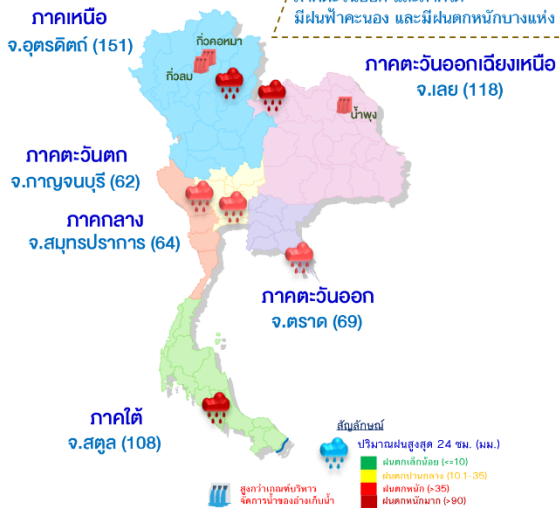 มีฝนฟ้าคะนอง และมีฝนตกหนักบางแห่ง
ภาคเหนือ
จ.อุตรดิตถ์ (151)
กิ่วคอหมา
กิ่วลม
ภาคตะวันออกเฉียงเหนือ
จ.เลย (118)
น้ำพุง
ภาคตะวันตก
จ.กาญจนบุรี (62)
ภาคกลาง
จ.สมุทรปราการ (64)
ภาคตะวันออก
จ.ตราด (69)
ภาคใต้
จ.สตูล (108)
สัญลักษณ์
ปริมาณฝนสูงสุด 24 ชม. (มม.)
ฝนตกเล็กน้อย (<=10)
ฝนตกปานกลาง (10.1-35)
ฝนตกหนัก (>35)
ฝนตกหนักมาก (>90)
สูงกว่าเกณฑ์บริหาร
จัดการน้ำของอ่างเก็บน้ำ